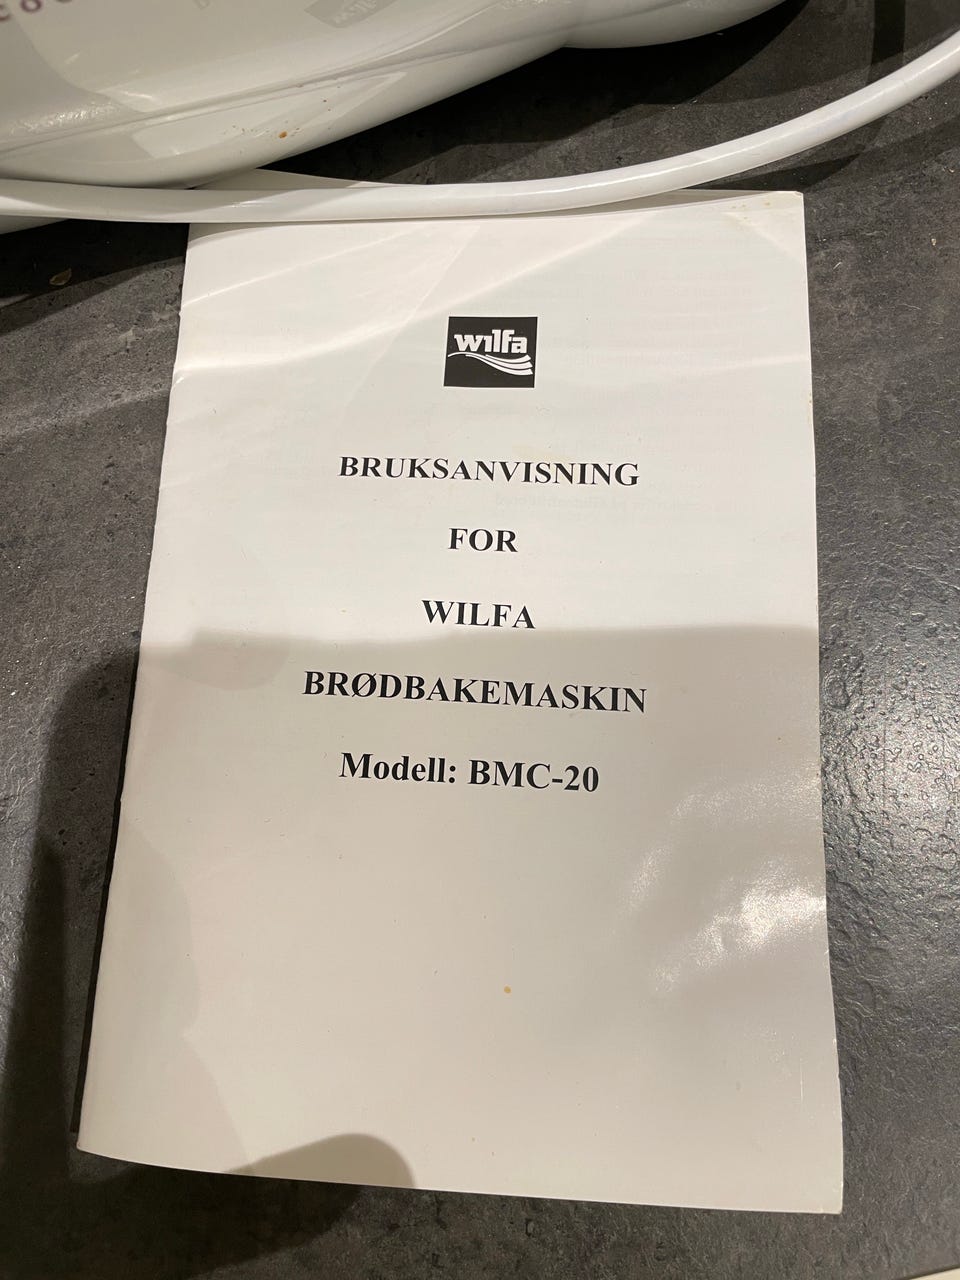 wilfa
BRUKSANVISNING
FOR
WILFA
BRØDBAKEMASKIN
Modell: BMC-20